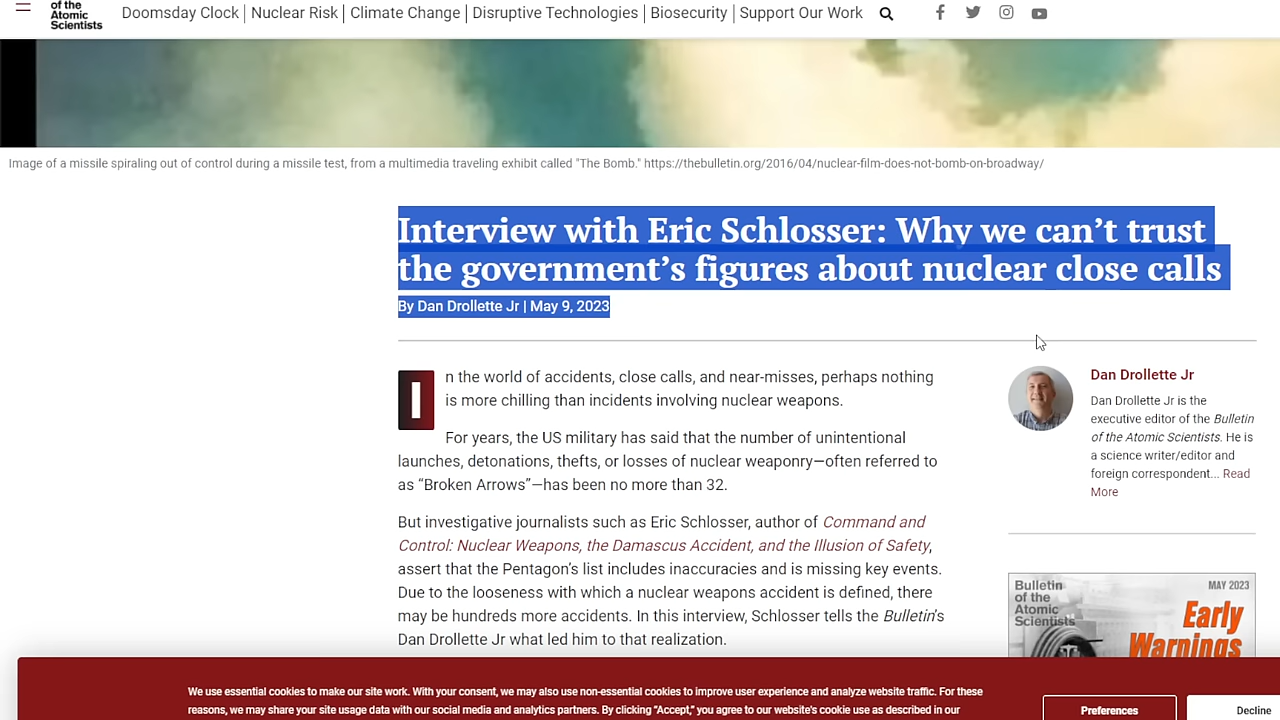 of the Atomic Scientists
Doomsday Clock | Nuclear Risk | Climate Change | Disruptive Technologies | Biosecurity | Support Our Work
Image of a missile spiraling out of control during a missile test, from a multimedia traveling exhibit called "The Bomb." https://thebulletin.org/2016/04/nuclear-film-does-not-bomb-on-broadway/
Interview with Eric Schlosser: Why we can’t trust
the government’s figures about nuclear close calls
By Dan Drollette Jr | May 9, 2023
In the world of accidents, close calls, and near-misses, perhaps nothing
is more chilling than incidents involving nuclear weapons.
For years, the US military has said that the number of unintentional
launches, detonations, thefts, or losses of nuclear weaponry—often referred to
as “Broken Arrows”—has been no more than 32.
But investigative journalists such as Eric Schlosser, author of Command and
Control: Nuclear Weapons, the Damascus Accident, and the Illusion of Safety,
assert that the Pentagon’s list includes inaccuracies and is missing key events.
Due to the looseness with which a nuclear weapons accident is defined, there
may be hundreds more accidents. In this interview, Schlosser tells the Bulletin’s
Dan Drollette Jr what led him to that realization.
Dan Drollette Jr
Dan Drollette Jr is the
executive editor of the Bulletin
of the Atomic Scientists. He is
a science writer/editor and
foreign correspondent... Read
More
Bulletin
of the
Atomic
Scientists
MAY 2023
Early
Warnings
We use essential cookies to make our site work. With your consent, we may also use non-essential cookies to improve user experience and analyze website traffic. For these
reasons, we may share your site usage data with our social media and analytics partners. By clicking “Accept,” you agree to our website's cookie use as described in our
Preferences
Decline